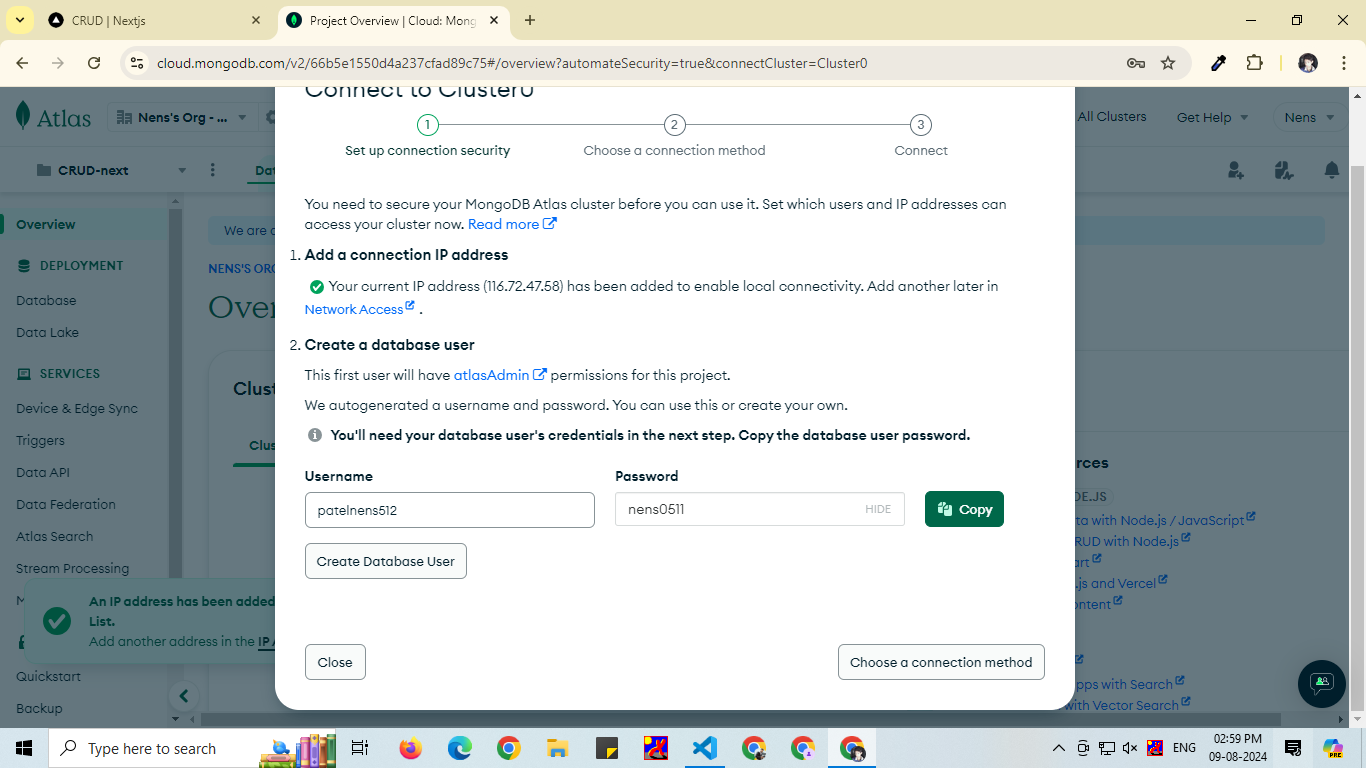 CRUD | Nextjs
Project Overview | Cloud: Mong
cloud.mongodb.com/v2/66b5e1550d4a237cfad89c75#/overview?automateSecurity=true&connectCluster=Cluster0
Connect to Cluster0
Atlas
Nens's Org - ...
All Clusters
Get Help
Nens
1
2
3
Set up connection security
Choose a connection method
Connect
CRUD-next
Dat
You need to secure your MongoDB Atlas cluster before you can use it. Set which users and IP addresses can
access your cluster now. Read more
Overview
We are
1. Add a connection IP address
DEPLOYMENT
NENS'S ORG
Your current IP address (116.72.47.58) has been added to enable local connectivity. Add another later in
Network Access .
Database
Over
Data Lake
2. Create a database user
SERVICES
This first user will have atlasAdmin permissions for this project.
Clust
Device & Edge Sync
We autogenerated a username and password. You can use this or create your own.
Triggers
You'll need your database user's credentials in the next step. Copy the database user password.
Clus
Data API
rces
Username
Password
DE.JS
Data Federation
patelnens512
nens0511
HIDE
Copy
ta with Node.js / JavaScript
Atlas Search
RUD with Node.js
Create Database User
art
Stream Processing
.js and Vercel
An IP address has been added
ontent
List.
Add another address in the IP A
Close
Choose a connection method
Quickstart
pps with Search
with Vector Search
Backup
Type here to search
ENG
02:59 PM
09-08-2024
PRE